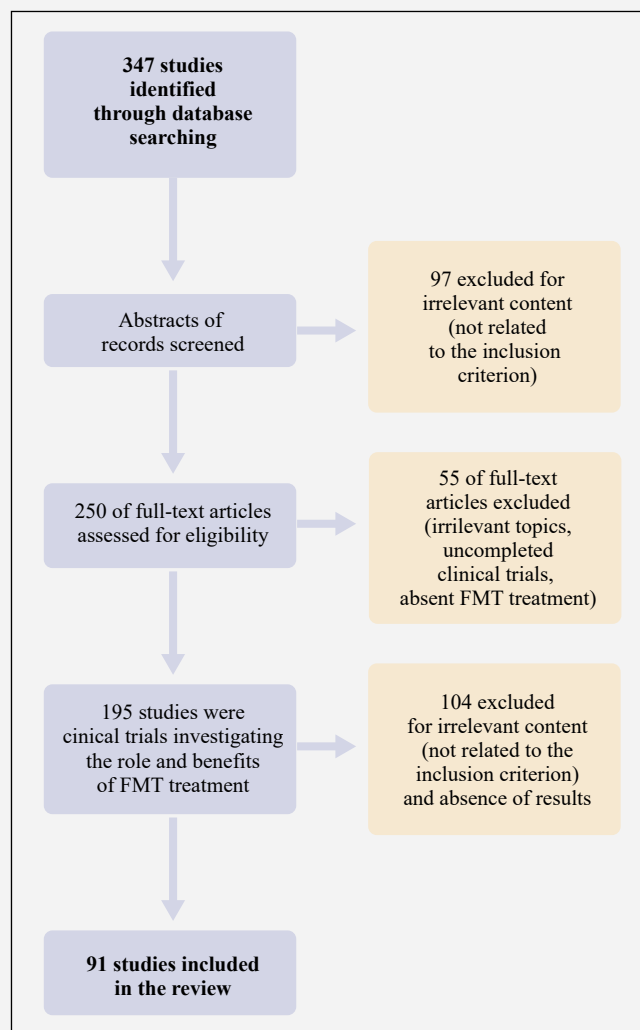 347 studies
identified
through database
searching
Abstracts of
records screened
97 excluded for
irrelevant content
(not related
to the inclusion
criterion)
250 of full-text articles
assessed for eligibility
55 of full-text
articles excluded
(irrilevant topics,
uncompleted
clinical trials,
absent FMT treatment)
195 studies were
cinical trials investigating
the role and benefits
of FMT treatment
104 excluded
for irrelevant content
(not related to the
inclusion criterion)
and absence of results
91 studies included
in the review